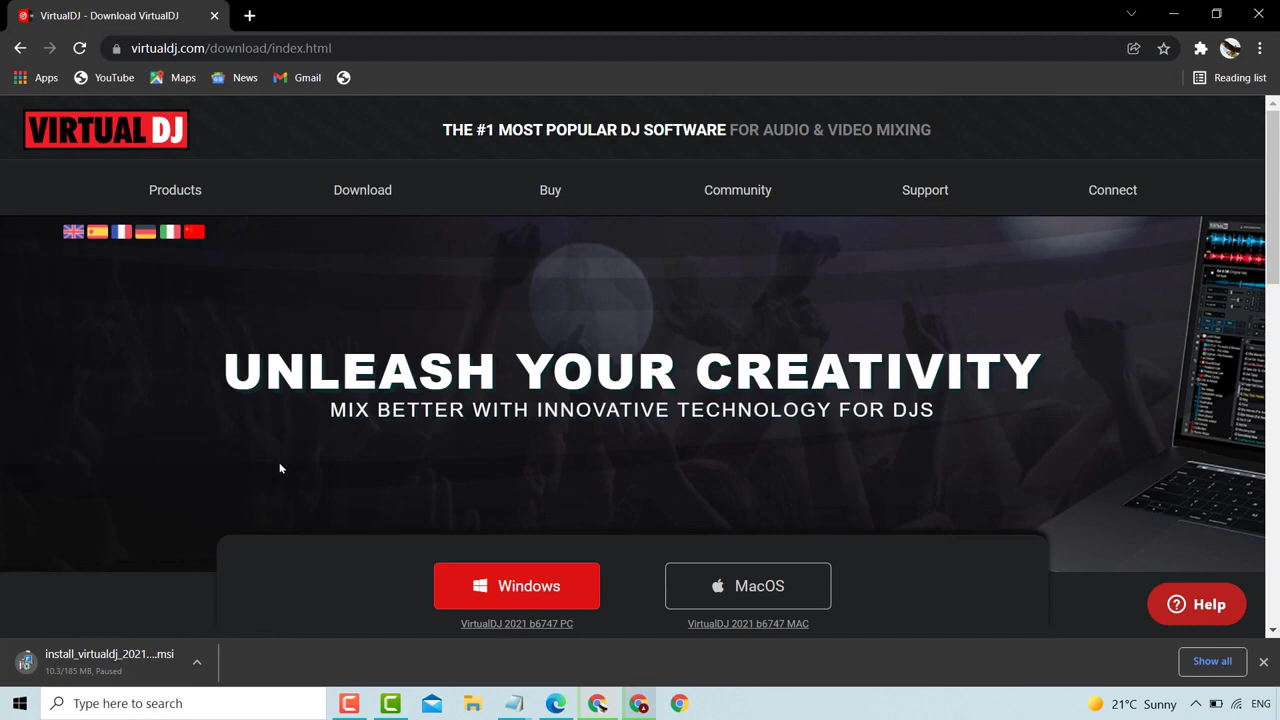 VirtualDJ - Download VirtualDJ
virtualdj.com/download/index.html
Apps YouTube Maps News Gmail Reading list
VIRTUAL DJ THE #1 MOST POPULAR DJ SOFTWARE FOR AUDIO & VIDEO MIXING
Products Download Buy Community Support Connect
UNLEASH YOUR CREATIVITY
MIX BETTER WITH INNOVATIVE TECHNOLOGY FOR DJS
Windows MacOS
VirtualDJ 2021 b6747 PC VirtualDJ 2021 b6747 MAC
Help
install_virtualdj_2021....msi
10.3/185 MB, Paused
Show all
Type here to search 21°C Sunny ENG